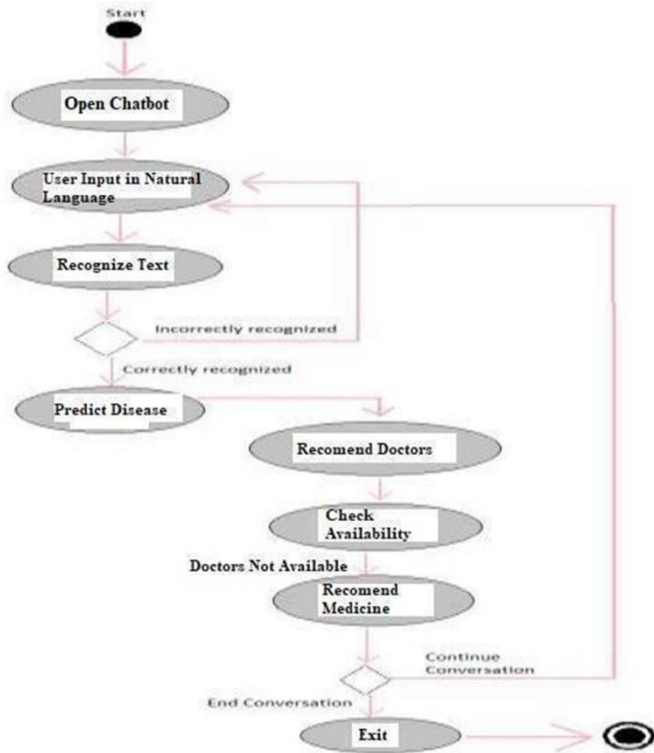 Start
Open Chatbot
User Input in Natural
Language
Recognize Text
Incorrectly recognized
Correctly recognized
Predict Disease
Recomend Doctors
Check
Availability
Doctors Not Available
Recomend
Medicine
Continue
Conversation
End Conversation
Exit